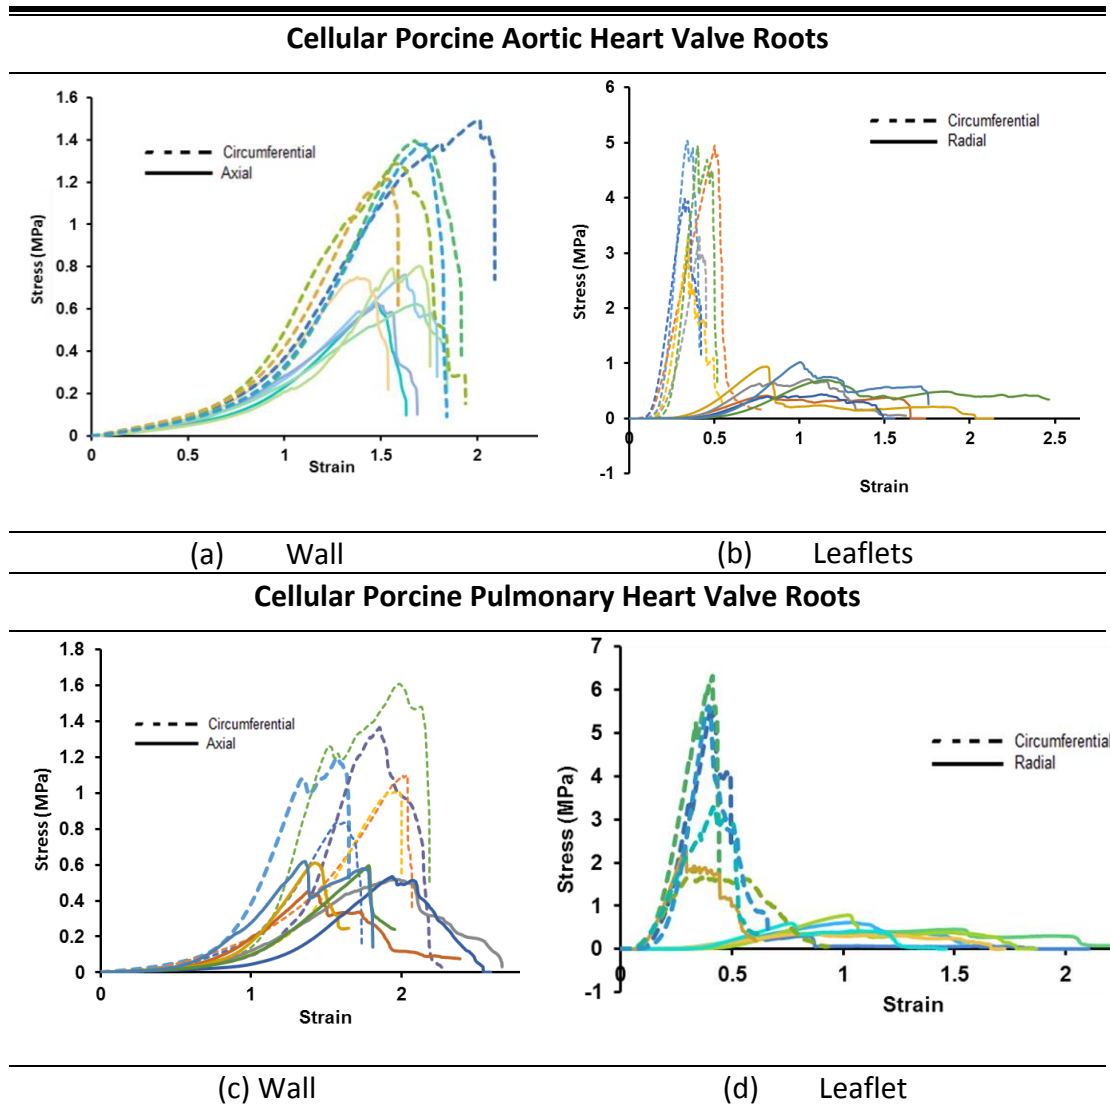 Cellular Porcine Aortic Heart Valve Roots
1.6
1.4
1.2
1
0.8
0.6
0.4
0.2
0
Stress (MPa)
Circumferential
Axial
0
0.5
1
1.5
2
Strain
6
5
4
3
2
1
0
-1
Stress (MPa)
Circumferential
Radial
0
0.5
1
1.5
2
2.5
Strain
(a) Wall
(b) Leaflets
Cellular Porcine Pulmonary Heart Valve Roots
1.8
1.6
1.4
1.2
1
0.8
0.6
0.4
0.2
0
Stress (MPa)
Circumferential
Axial
0
1
2
Strain
7
6
5
4
3
2
1
0
-1
Stress (MPa)
Circumferential
Radial
0
0.5
1
1.5
2
Strain
(c) Wall
(d) Leaflet